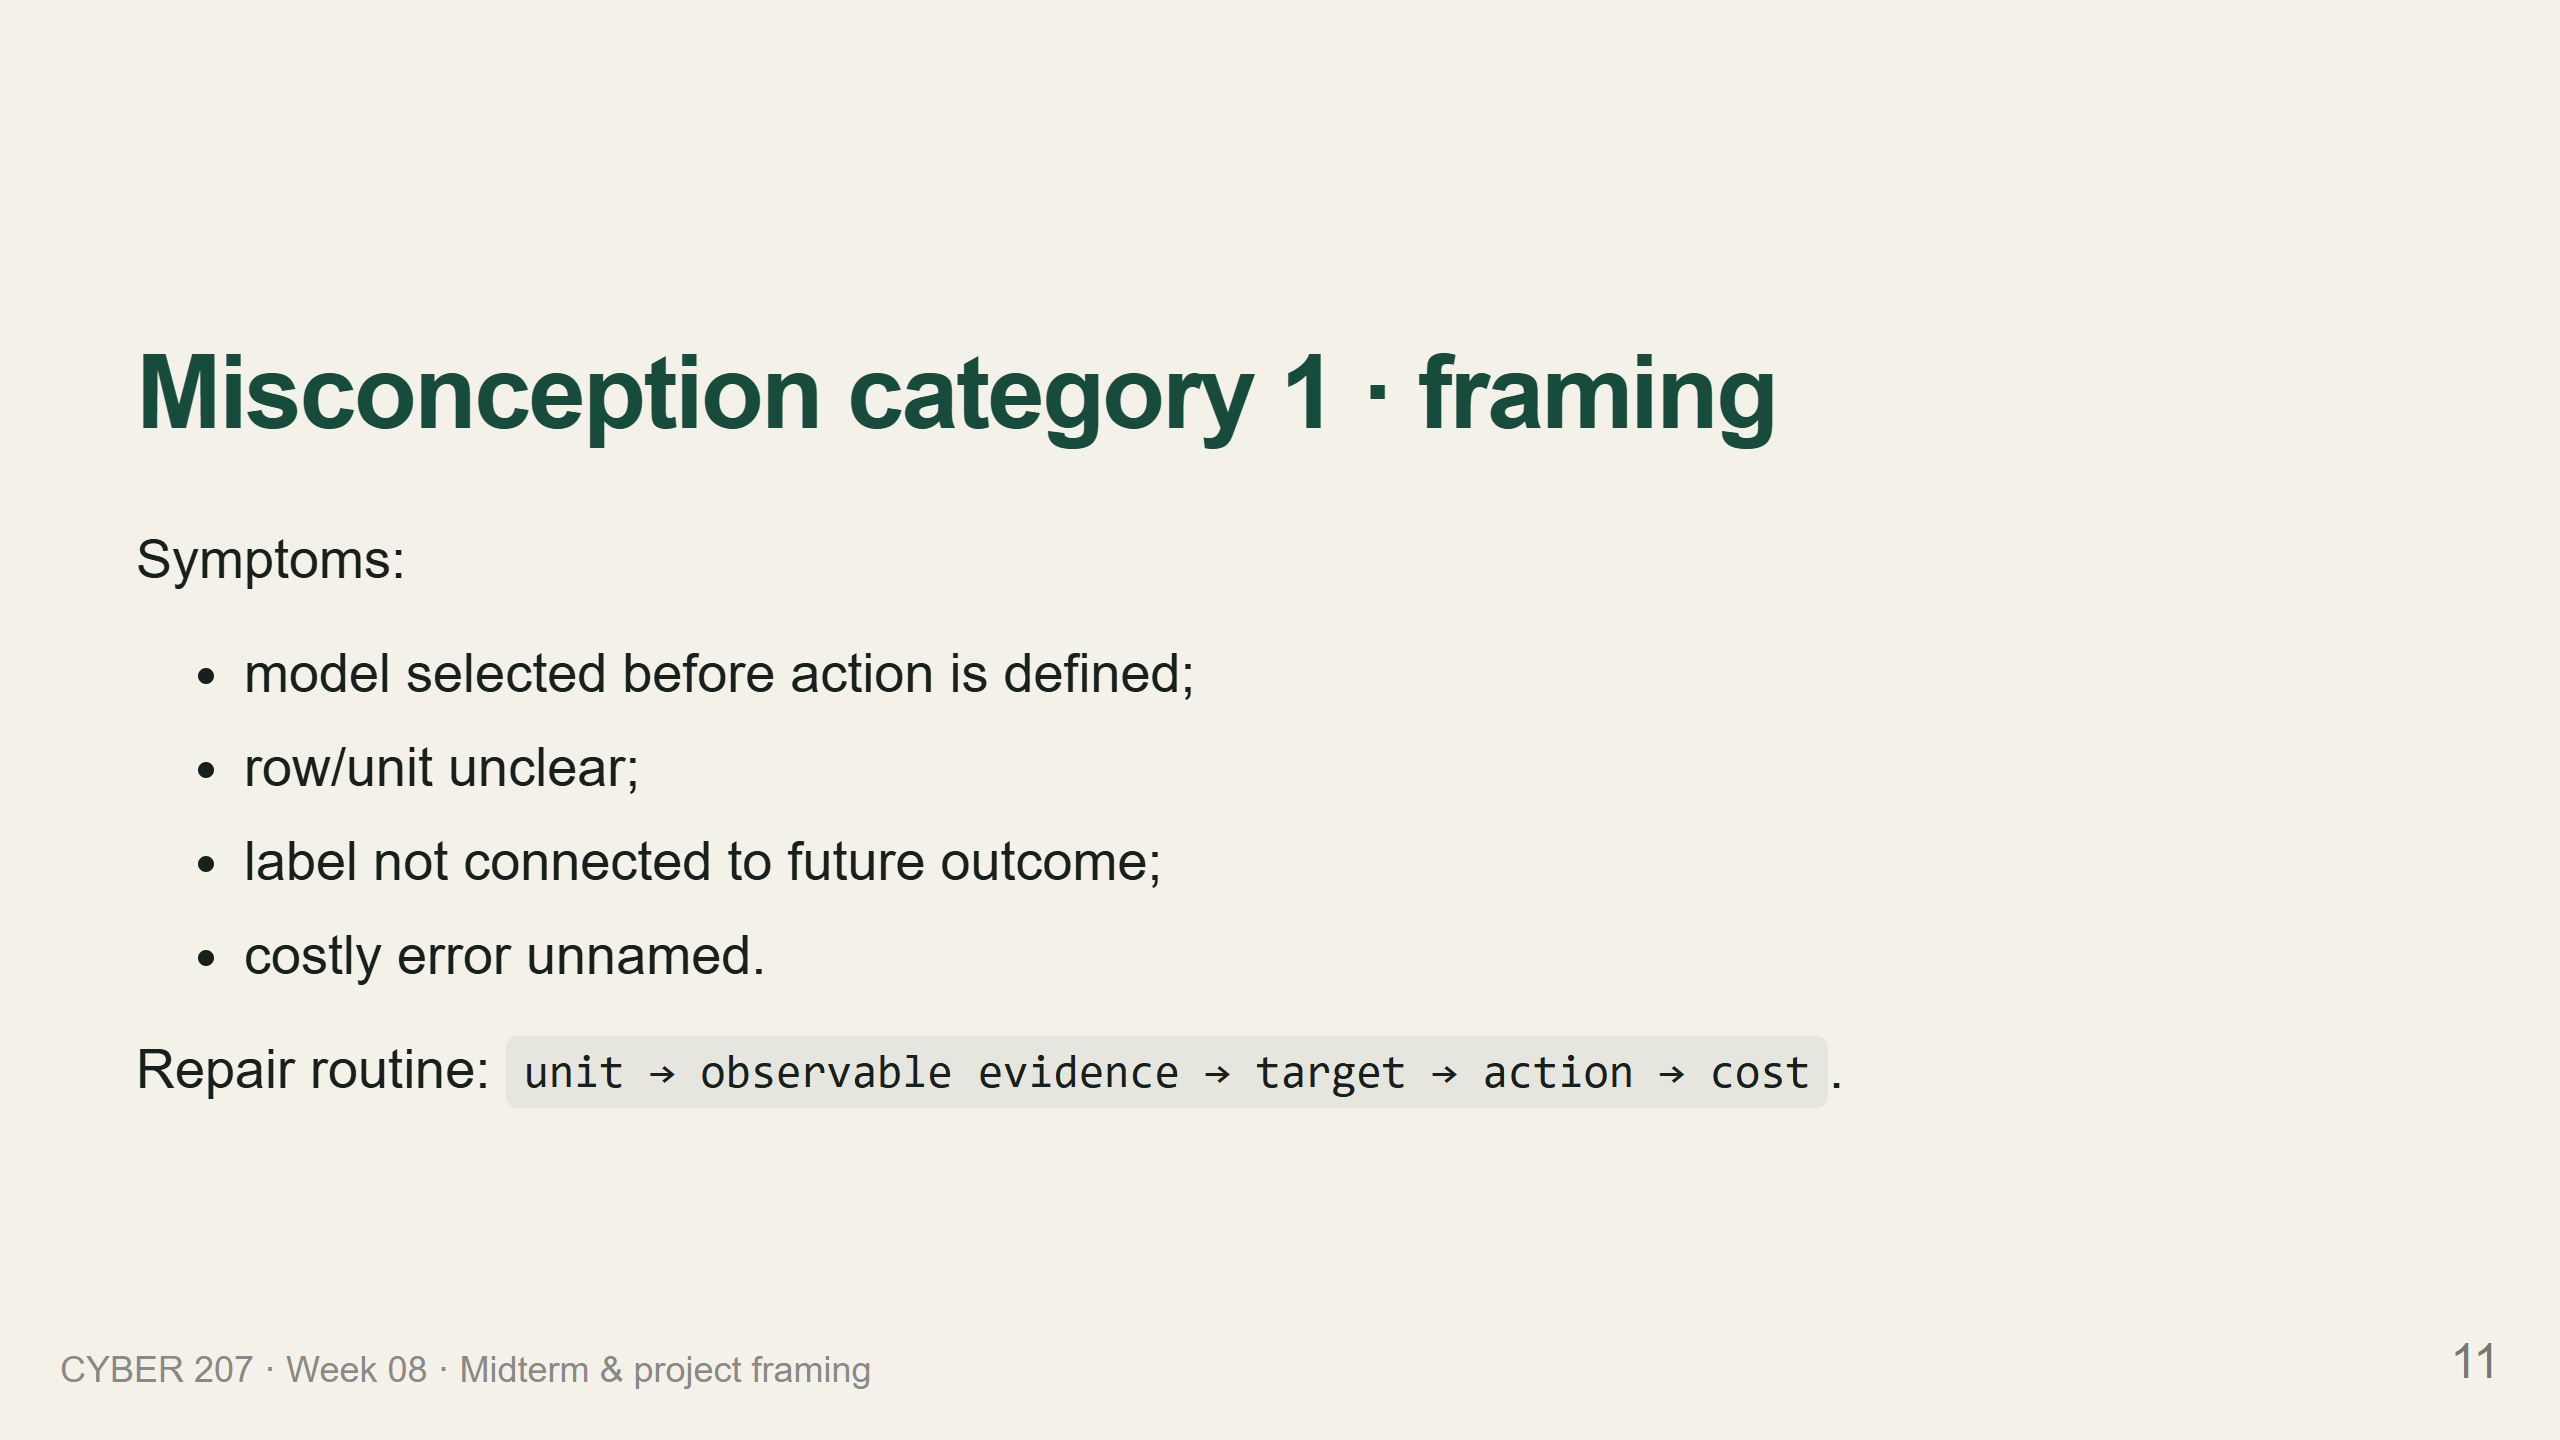 Misconception category 1 · framing
Symptoms:
• model selected before action is defined;
• row/unit unclear;
• label not connected to future outcome;
• costly error unnamed.
Repair routine: unit → observable evidence → target → action → cost.
CYBER 207 · Week 08 · Midterm & project framing
11